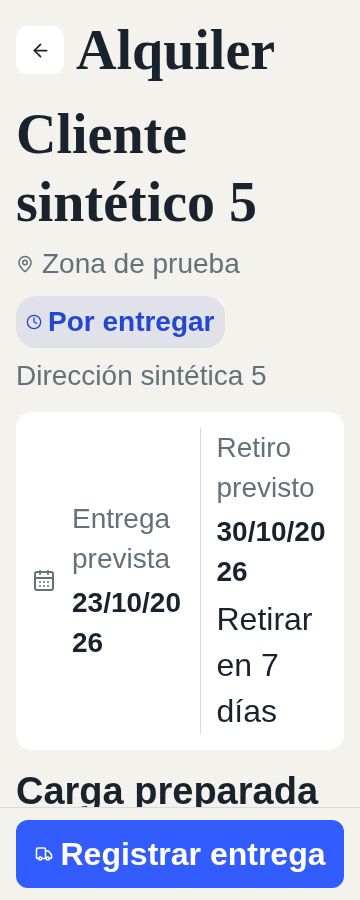 Alquiler
Cliente
sintético 5
Zona de prueba
Por entregar
Dirección sintética 5
Entrega
prevista
23/10/20
26
Retiro
previsto
30/10/20
26
Retirar
en 7
días
Carga preparada
Registrar entrega